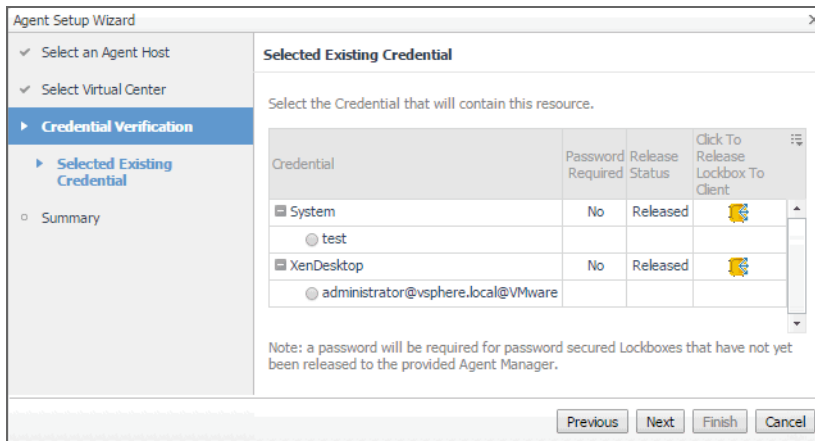 Agent Setup Wizard
Select an Agent Host
Select Virtual Center
Credential Verification
Selected Existing
Credential
Summary
Selected Existing Credential
Select the Credential that will contain this resource.
Credential
Password
Required
Release
Status
Click To
Release
Lockbox To
Client
System No Released
test
XenDesktop No Released
administrator@vsphere.local@VMware
Note: a password will be required for password secured Lockboxes that have not yet
been released to the provided Agent Manager.
Previous Next Finish Cancel